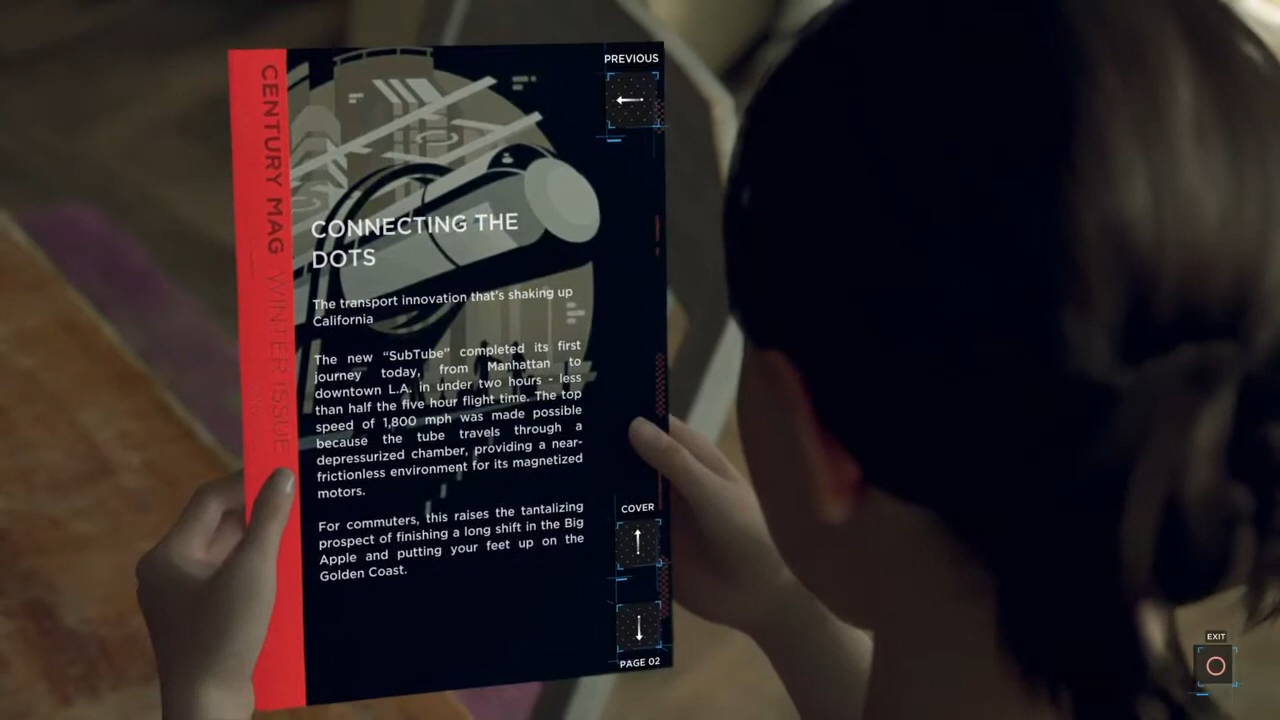 CENTURY MAG WINTER ISSUE
PREVIOUS
CONNECTING THE
DOTS
The transport innovation that's shaking up
California
The new “SubTube” completed its first
journey today, from Manhattan to
downtown L.A. in under two hours - less
than half the five hour flight time. The top
speed of 1,800 mph was made possible
because the tube travels through a
depressurized chamber, providing a near-
frictionless environment for its magnetized
motors.
For commuters, this raises the tantalizing
prospect of finishing a long shift in the Big
Apple and putting your feet up on the
Golden Coast.
COVER
PAGE 02
EXIT